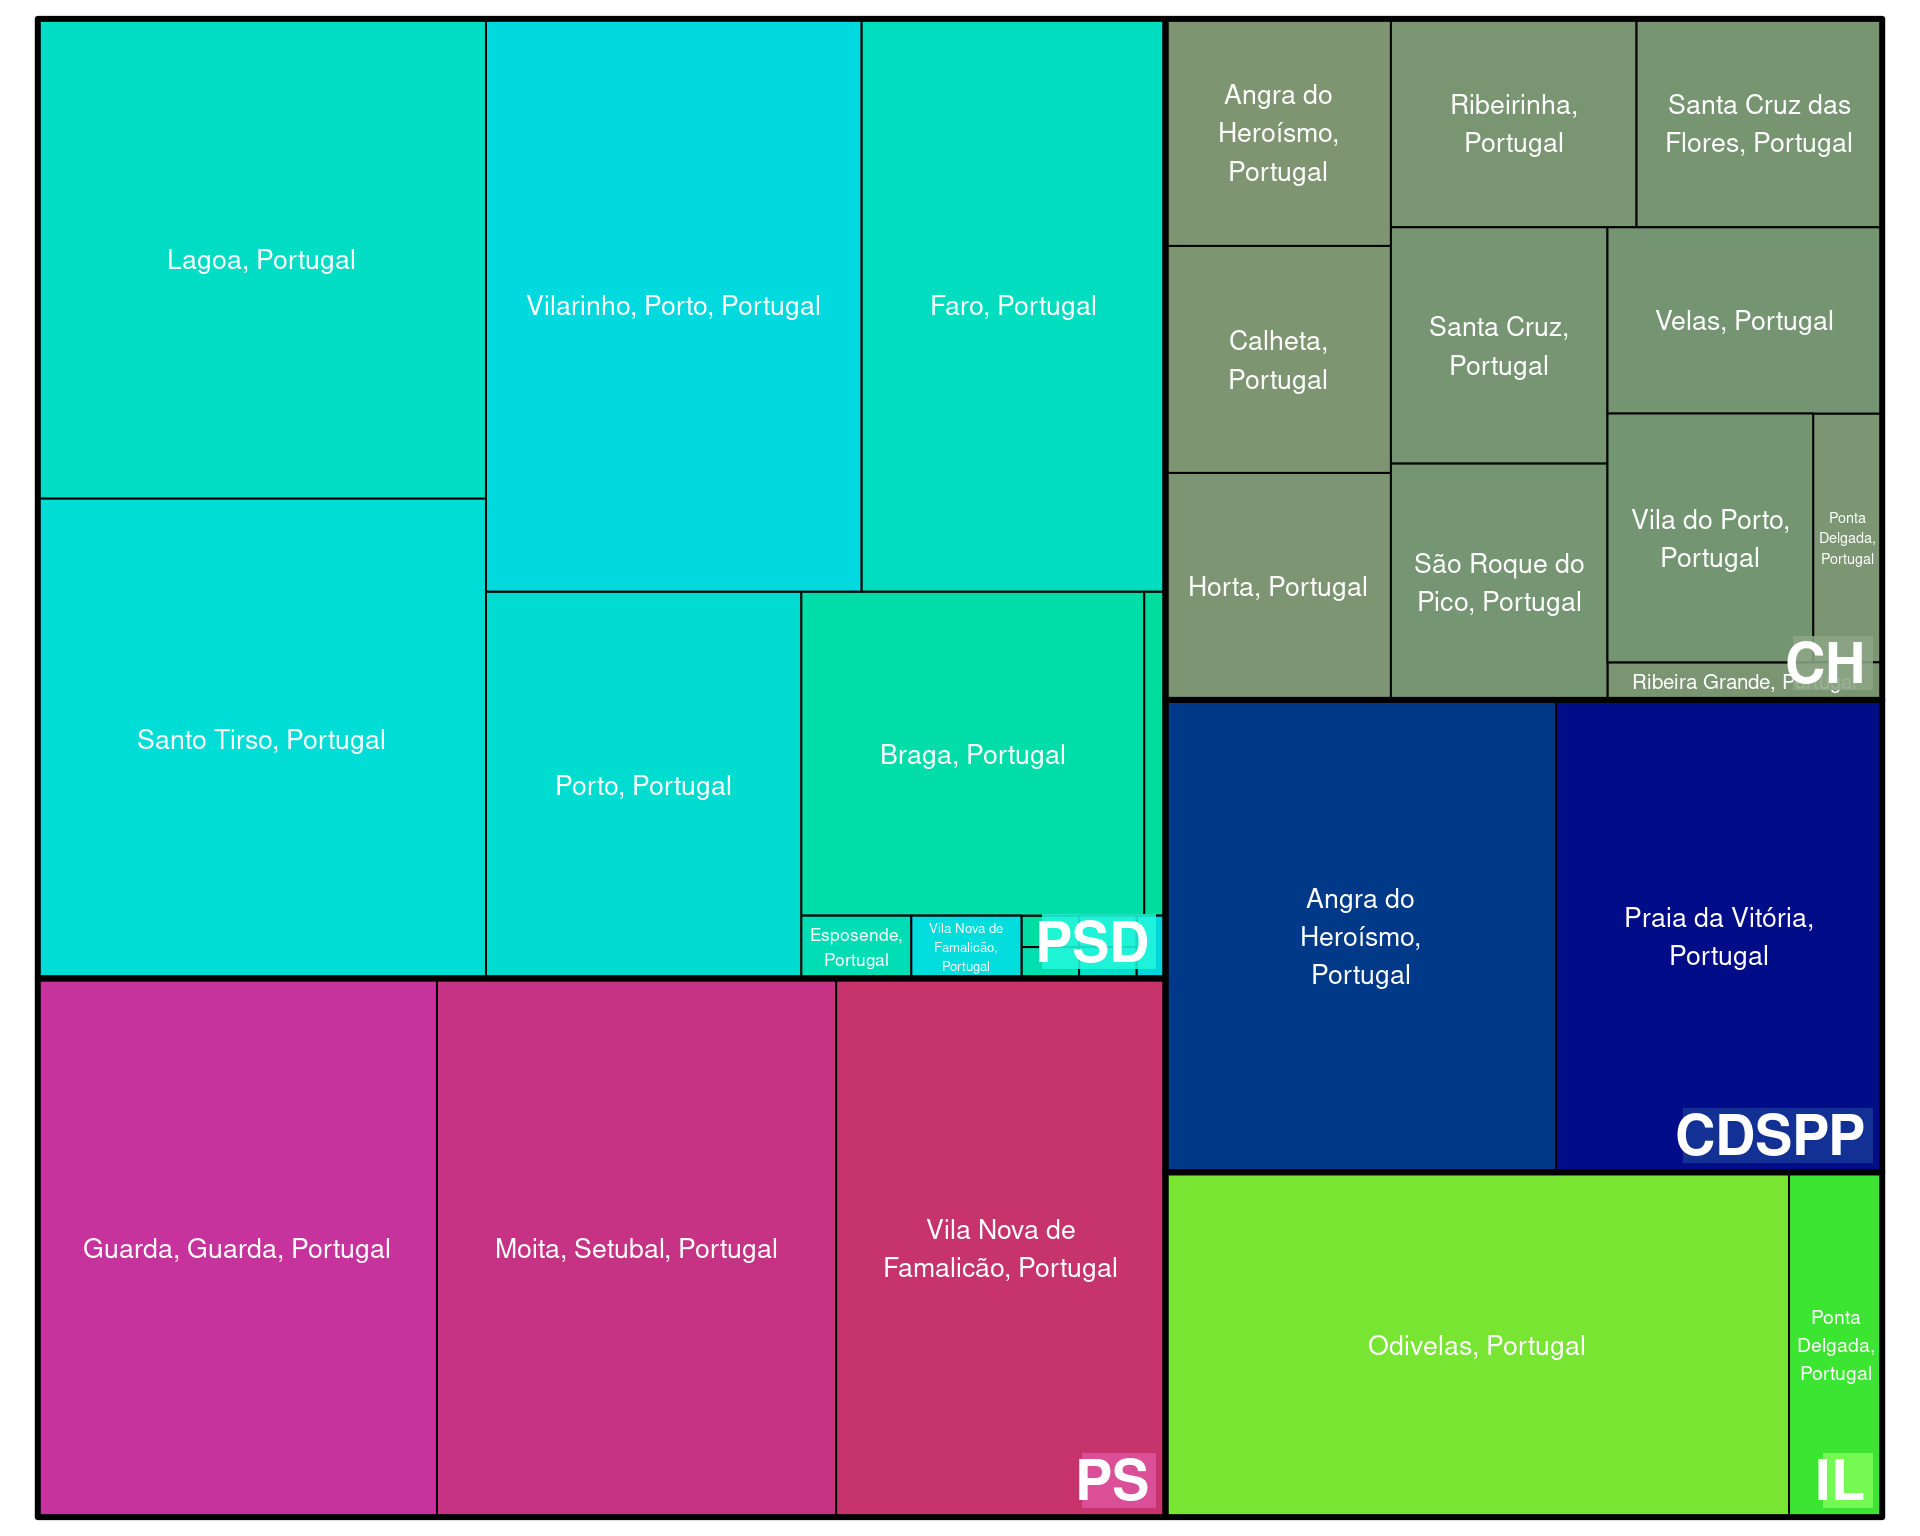 Lagoa, Portugal
Vilarinho, Porto, Portugal
Faro, Portugal
Santo Tirso, Portugal
Porto, Portugal
Braga, Portugal
Esposende,
Portugal
Vila Nova de
Famalicão,
Portugal
PSD
Guarda, Guarda, Portugal
Moita, Setubal, Portugal
Vila Nova de
Famalicão, Portugal
PS
Angra do
Heroísmo,
Portugal
Ribeirinha,
Portugal
Santa Cruz das
Flores, Portugal
Calheta,
Portugal
Santa Cruz,
Portugal
Velas, Portugal
Horta, Portugal
São Roque do
Pico, Portugal
Vila do Porto,
Portugal
Ponta
Delgada,
Portugal
Ribeira Grande, Portugal
CH
Angra do
Heroísmo,
Portugal
Praia da Vitória,
Portugal
CDSPP
Odivelas, Portugal
Ponta
Delgada,
Portugal
IL